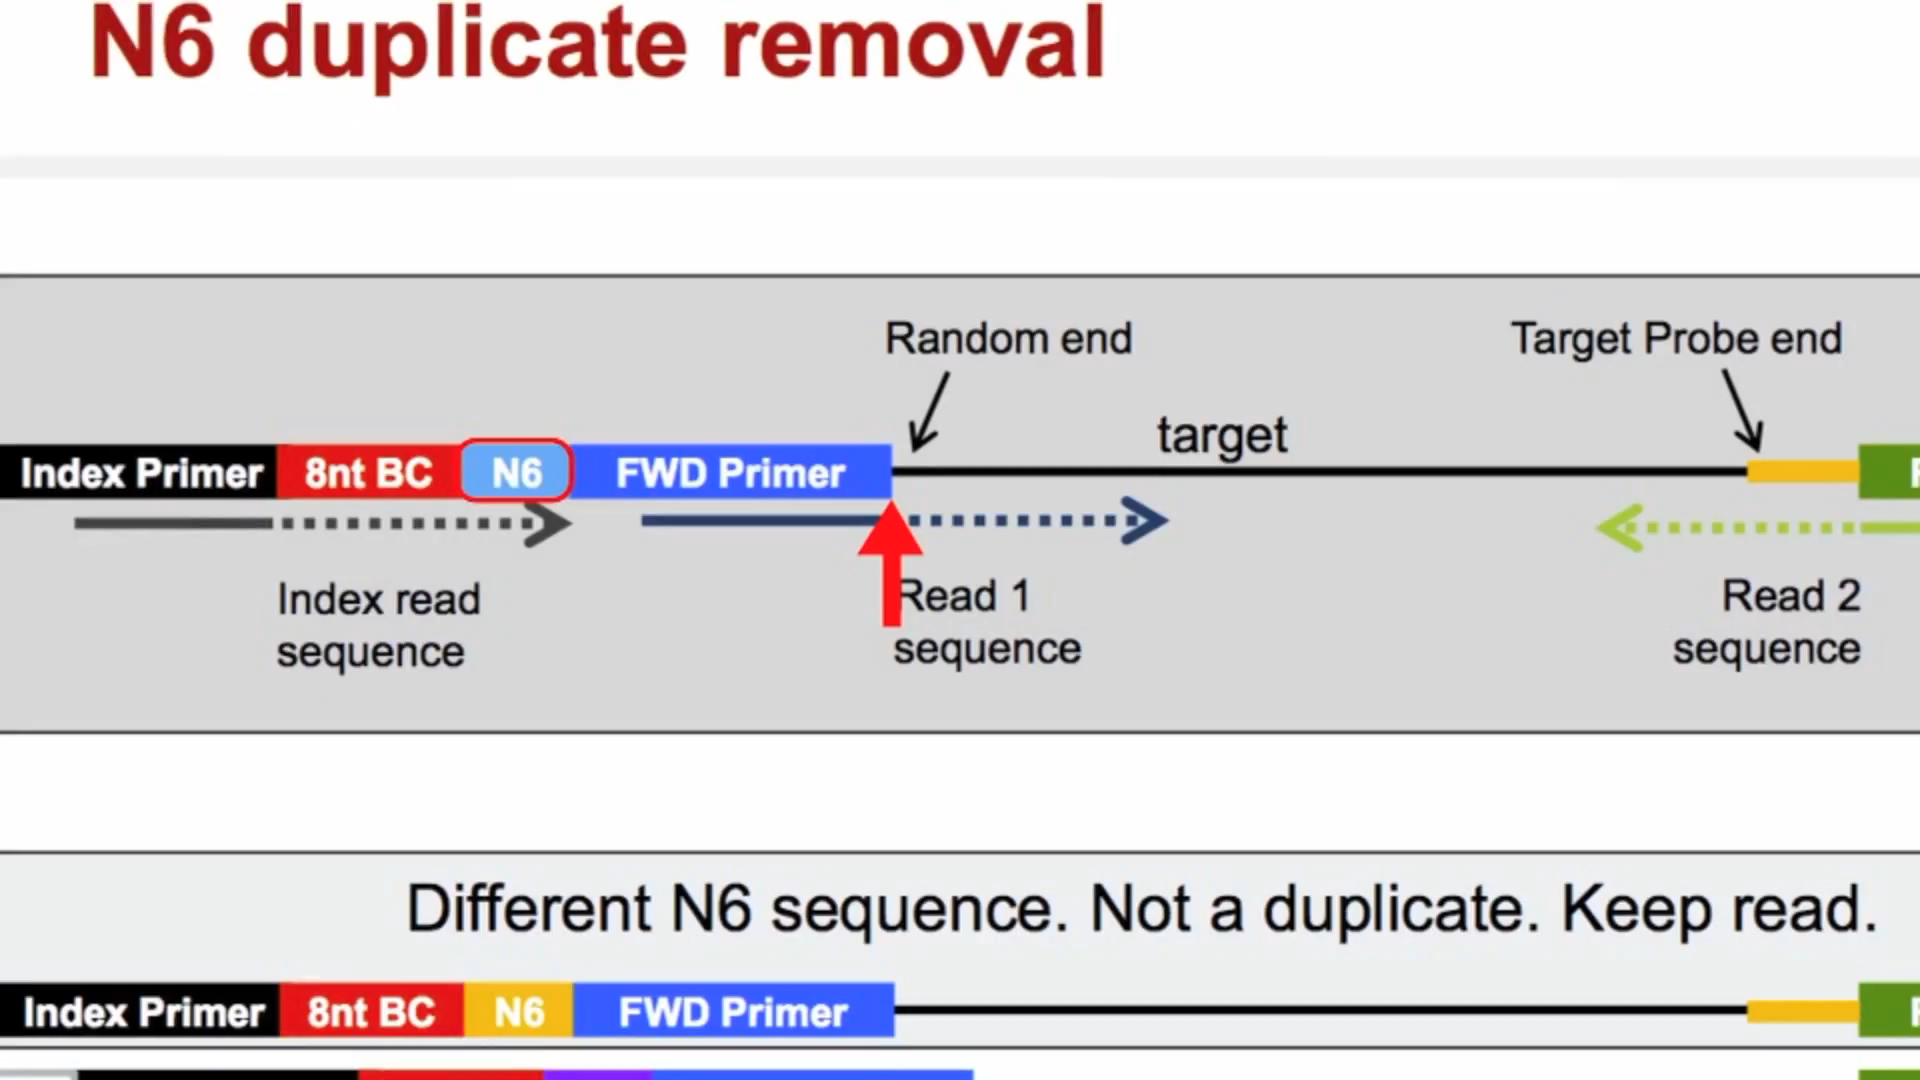 N6 duplicate removal
Random end
Target Probe end
target
Index Primer 8nt BC N6 FWD Primer
Index read
sequence
Read 1
sequence
Read 2
sequence
Different N6 sequence. Not a duplicate. Keep read.
Index Primer 8nt BC N6 FWD Primer